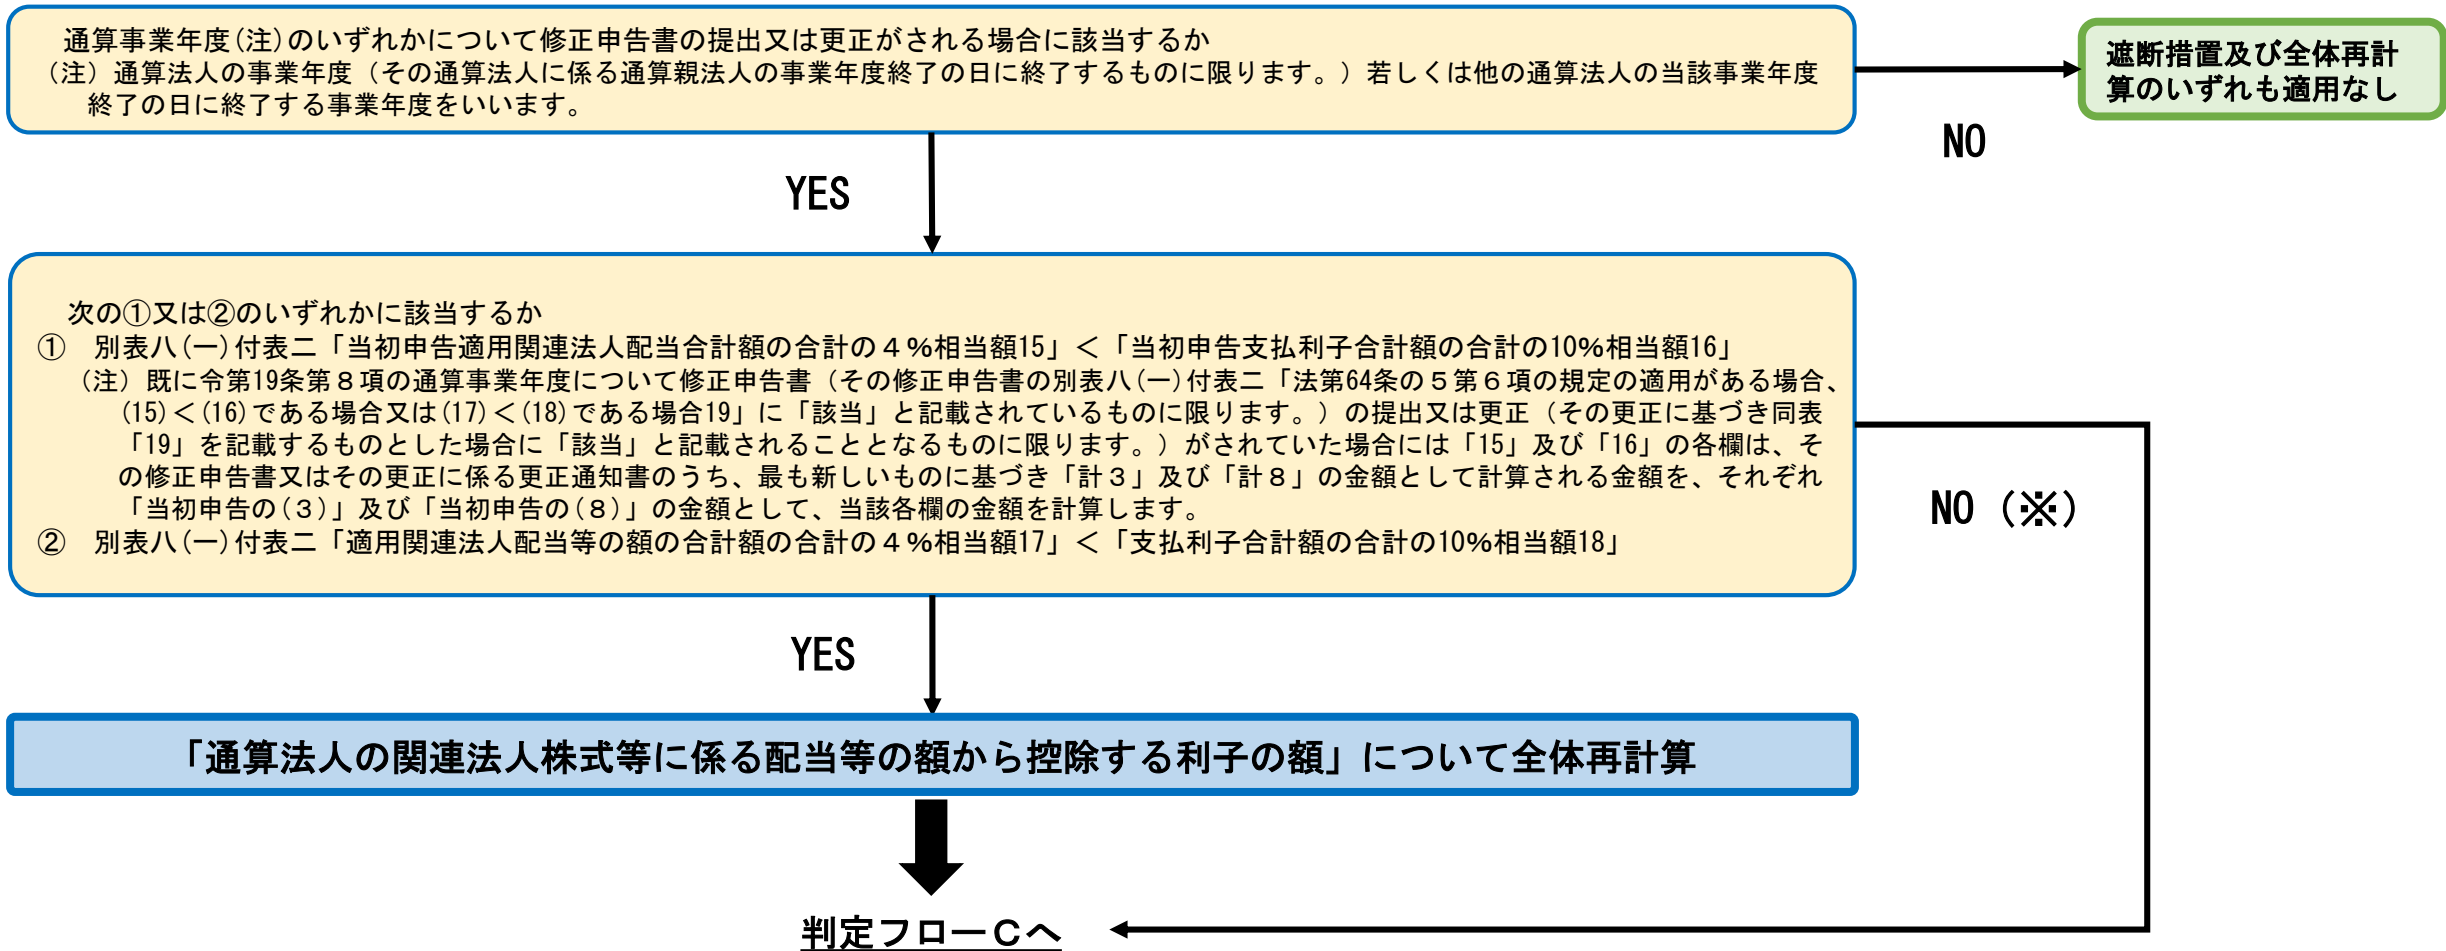 通算事業年度(注)のいずれかについて修正申告書の提出又は更正がされる場合に該当するか
(注)通算法人の事業年度(その通算法人に係る通算親法人の事業年度終了の日に終了するものに限ります。)若しくは他の通算法人の当該事業年度
終了の日に終了する事業年度をいいます。
遮断措置及び全体再計
算のいずれも適用なし
NO
YES
次の①又は②のいずれかに該当するか
① 別表八(一)付表二「当初申告適用関連法人配当合計額の合計の4%相当額15」<「当初申告支払利子合計額の合計の10%相当額16」
(注)既に令第19条第8項の通算事業年度について修正申告書(その修正申告書の別表八(一)付表二「法第64条の5第6項の規定の適用がある場合、
(15)<(16)である場合又は(17)<(18)である場合19」に「該当」と記載されているものに限ります。)の提出又は更正(その更正に基づき同表
「19」を記載するものとした場合に「該当」と記載されることとなるものに限ります。)がされていた場合には「15」及び「16」の各欄は、そ
の修正申告書又はその更正に係る更正通知書のうち、最も新しいものに基づき「計3」及び「計8」の金額として計算される金額を、それぞれ
「当初申告の(3)」及び「当初申告の(8)」の金額として、当該各欄の金額を計算します。
② 別表八(一)付表二「適用関連法人配当等の額の合計額の合計の4%相当額17」<「支払利子合計額の合計の10%相当額18」
NO(※)
YES
「通算法人の関連法人株式等に係る配当等の額から控除する利子の額」について全体再計算
判定フローCへ